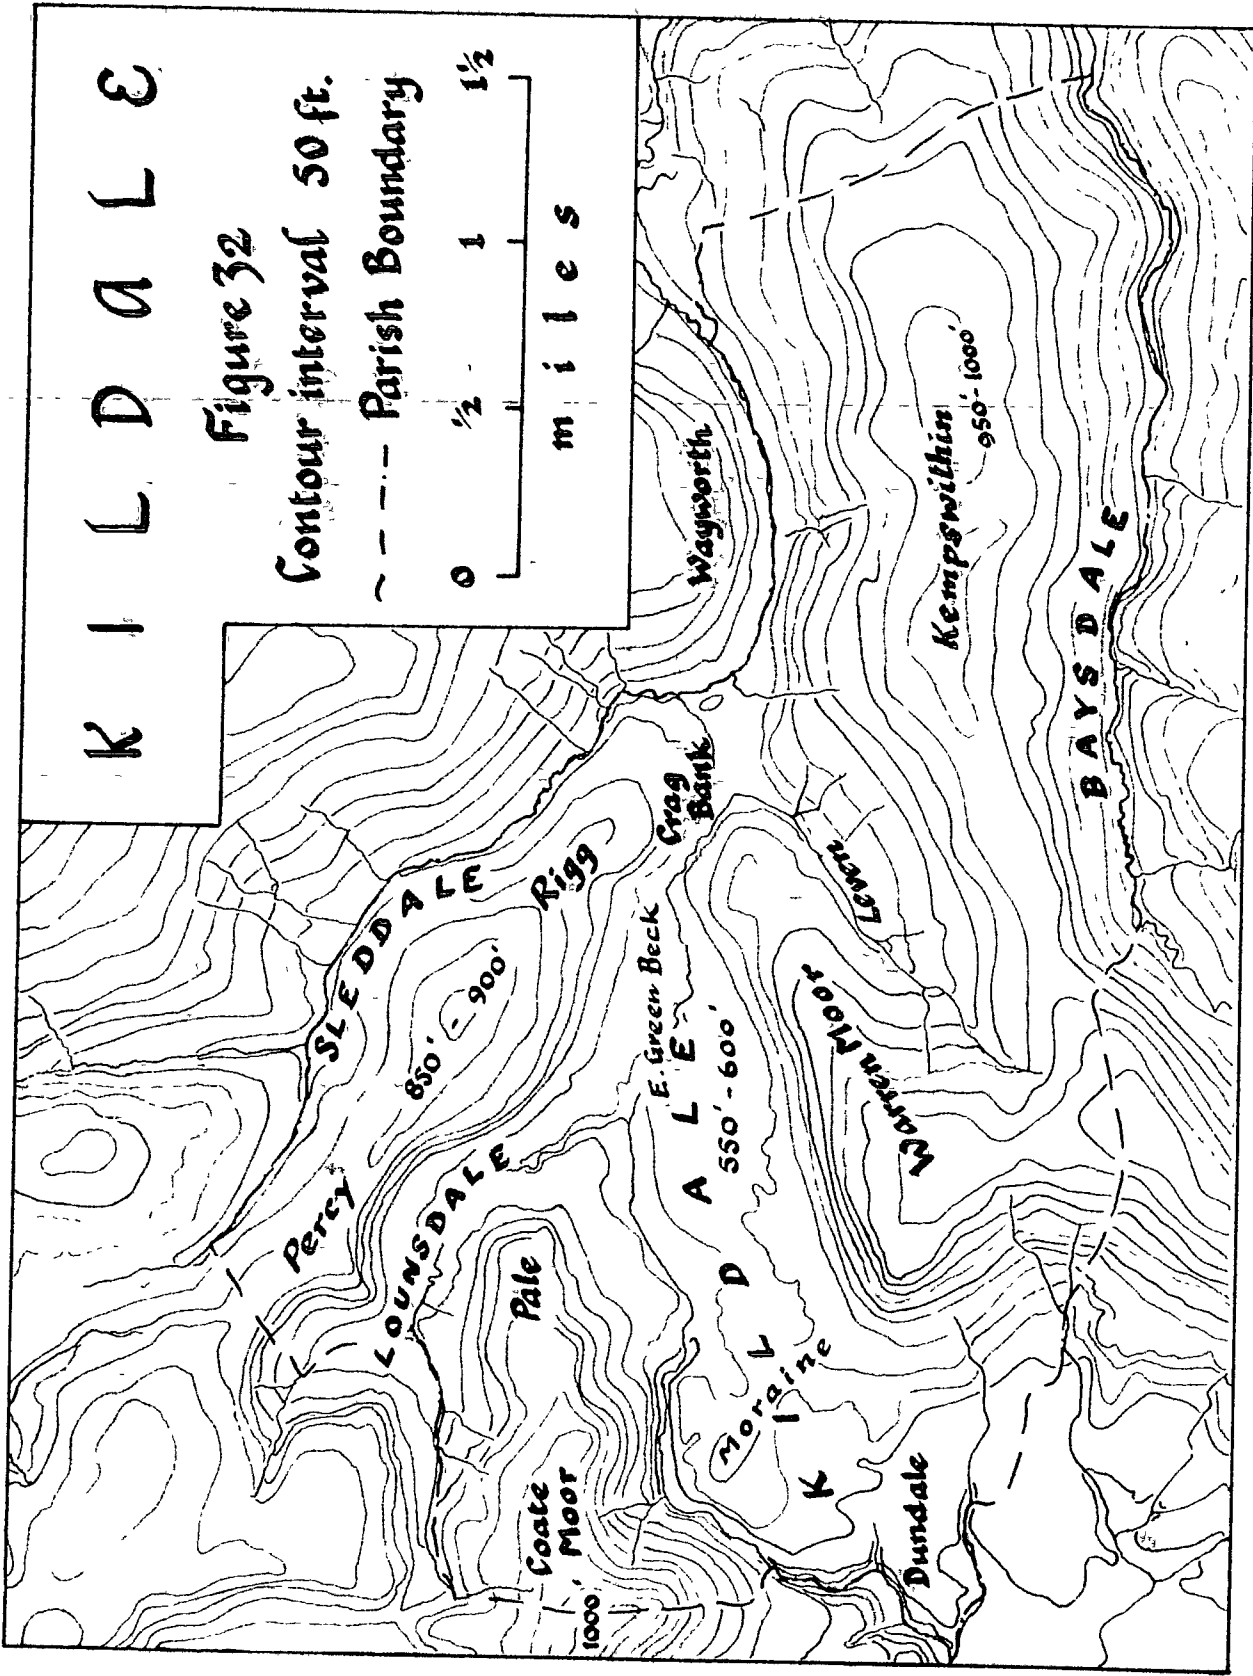 KILDALE
Figure 32
Contour interval 50 ft.
~ - - - Parish Boundary
0 ½ 1 1½
miles
SLEDDALE
Percy
Rigg
850' - 900'
LOUNSDALE
Pale
Coate
Moor
1000'
Crag
Bank
Wayworth
E. Green Beck
KILDALE
550' - 600'
Moraine
Leven
Warren Moor
Dundale
Kempswithin
950'-1000'
BAYSDALE